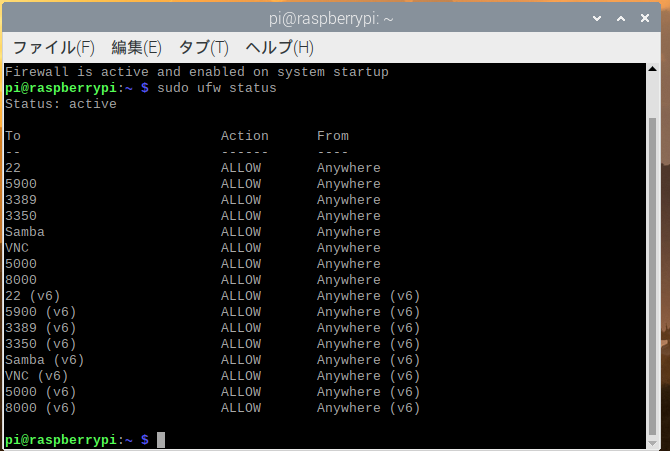 pi@raspberrypi: ~
ファイル(F) 編集(E) タブ(T) ヘルプ(H)
Firewall is active and enabled on system startup
pi@raspberrypi:~ $ sudo ufw status
Status: active
To Action From
-- ------ ----
22 ALLOW Anywhere
5900 ALLOW Anywhere
3389 ALLOW Anywhere
3350 ALLOW Anywhere
Samba ALLOW Anywhere
VNC ALLOW Anywhere
5000 ALLOW Anywhere
8000 ALLOW Anywhere
22 (v6) ALLOW Anywhere (v6)
5900 (v6) ALLOW Anywhere (v6)
3389 (v6) ALLOW Anywhere (v6)
3350 (v6) ALLOW Anywhere (v6)
Samba (v6) ALLOW Anywhere (v6)
VNC (v6) ALLOW Anywhere (v6)
5000 (v6) ALLOW Anywhere (v6)
8000 (v6) ALLOW Anywhere (v6)
pi@raspberrypi:~ $